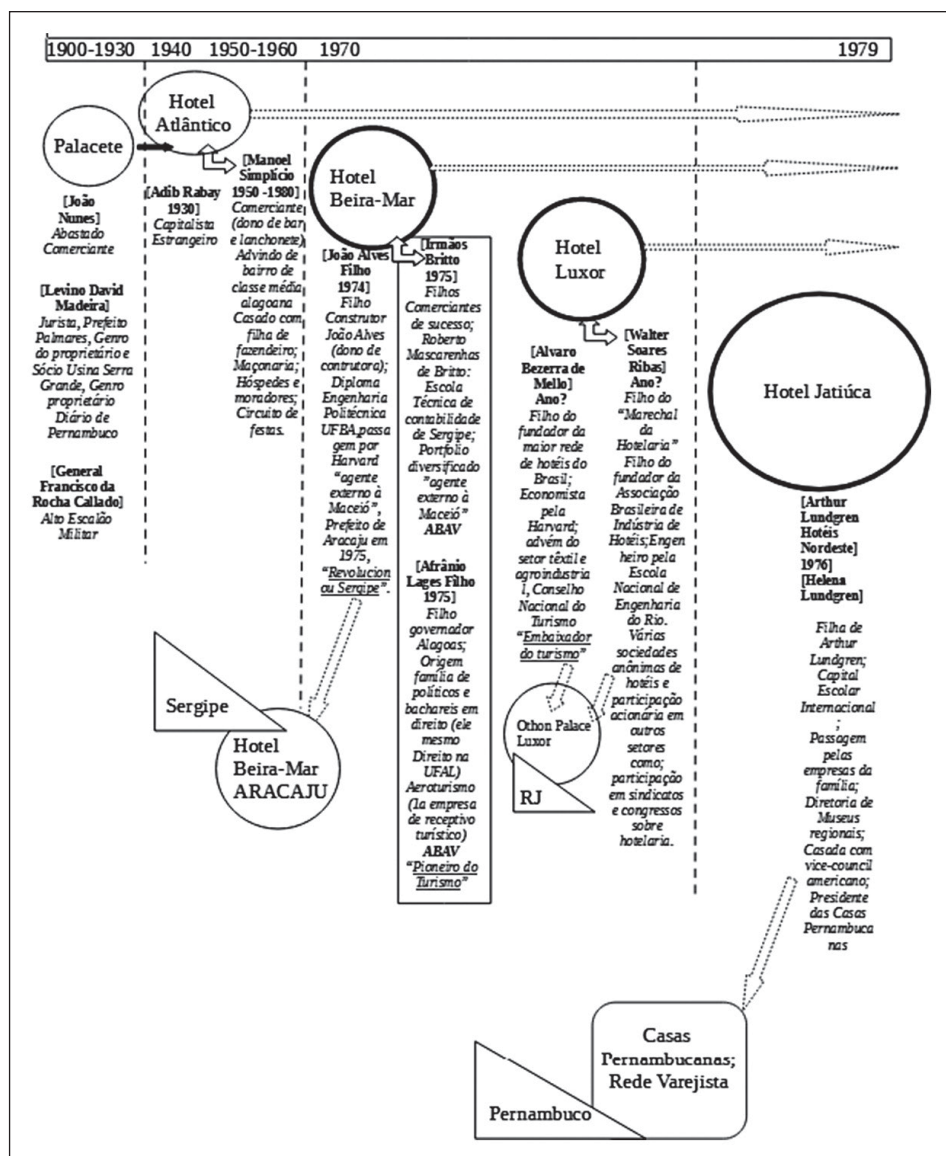 1900-1930
1940
1950-1960
1970
1979
Palacete
[João
Nunes]
Abastado
Comerciante
[Levino David
Madeira]
Jurista, Prefeito
Palmares, Genro
do proprietário e
Sócio Usina Serra
Grande, Genro
proprietário
Diário de
Pernambuco
[General
Francisco da
Rocha Callado]
Alto Escalão
Militar
Hotel
Atlântico
[Adib Rabay
1930]
Capitalista
Estrangeiro
[Manoel
Simplício
1950 -1980]
Comerciante
(dono de bar
e lanchonete)
Advindo de
bairro de
classe média
alagoana
Casado com
filha de
fazendeiro;
Maçonaria;
Hóspedes e
moradores;
Circuito de
festas.
Hotel
Beira-Mar
[João Alves
Filho
1974]
Filho
Construtor
João Alves
(dono de
contrutora);
Diploma
Engenharia
Politécnica
UFBA,passa
gem por
Harvard
"agente
externo à
Maceió",
Prefeito de
Aracaju em
1975,
"Revolucion
ou Sergipe".
[Irmãos
Britto
1975]
Filhos
Comerciantes
de sucesso;
Roberto
Mascarenhas
de Britto:
Escola
Técnica de
contabilidade
de Sergipe;
Portfolio
diversificado
"agente
externo à
Maceió"
ABAV
[Afrânio
Lages Filho
1975]
Filho
governador
Alagoas;
Origem
família de
políticos e
bachareis em
direito (ele
mesmo
Direito na
UFAL)
Aeroturismo
(1a empresa
de receptivo
turístico)
ABAV
"Pioneiro do
Turismo"
Sergipe
Hotel
Beira-Mar
ARACAJU
Hotel
Luxor
[Alvaro
Bezerra de
Mello]
Ano?
Filho do
fundador da
maior rede
de hotéis do
Brasil;
Economista
pela
Harvard;
advém do
setor têxtil e
agroindustria
l, Conselho
Nacional do
Turismo
"Embaixador
do turismo"
[Walter
Soares
Ribas]
Ano?
Filho do
"Marechal
da
Hotelaria"
Filho do
fundador da
Associação
Brasileira de
Indústria de
Hotéis;Engen
heiro pela
Escola
Nacional de
Engenharia
do Rio.
Várias
sociedades
anônimas de
hotéis e
participação
acionária em
outros
setores
como;
participação
em sindicatos
e congressos
sobre
hotelaria.
Othon Palace
Luxor
RJ
Hotel Jatiúca
[Arthur
Lundgren
Hotéis
Nordeste]
1976]
[Helena
Lundgren]
Filha de
Arthur
Lundgren;
Capital
Escolar
Internacional
;
Passagem
pelas
empresas da
família;
Diretoria de
Museus
regionais;
Casada com
vice-council
americano;
Presidente
das Casas
Pernambuca
nas
Casas
Pernambucanas;
Rede Varejista
Pernambuco